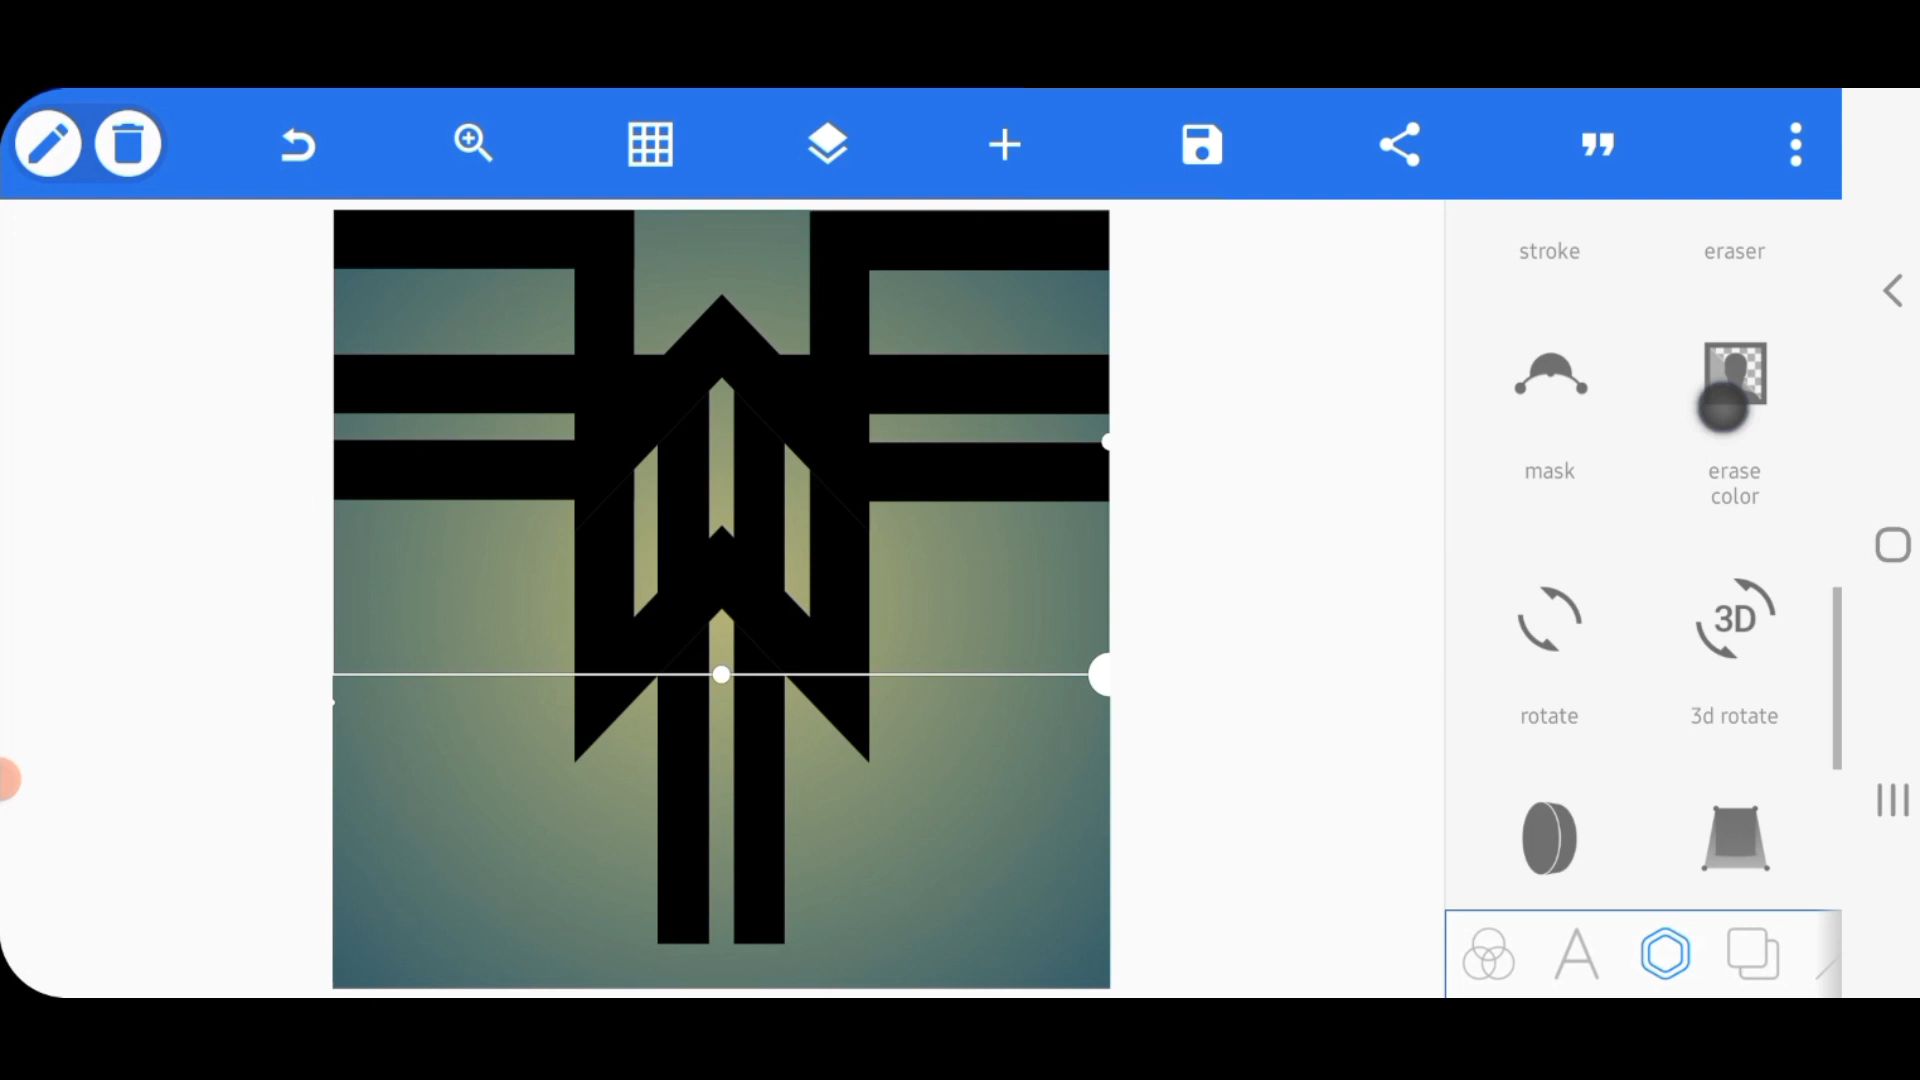 stroke
eraser
mask
erase
color
3D
rotate
3d rotate
A